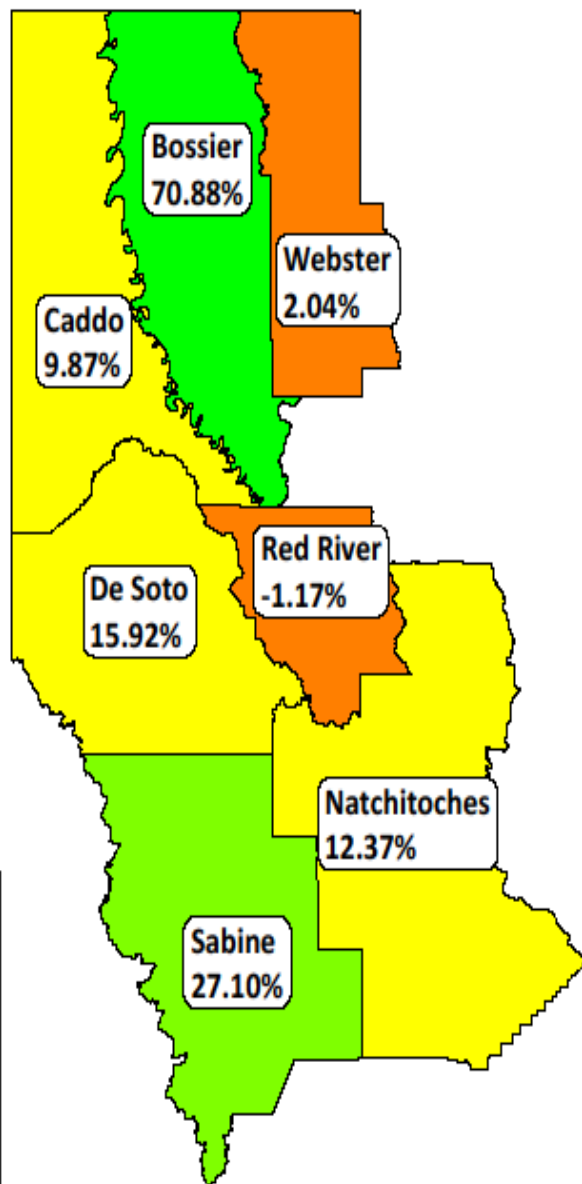 Bossier
70.88%
Webster
2.04%
Caddo
9.87%
Red River
-1.17%
De Soto
15.92%
Natchitoches
12.37%
Sabine
27.10%